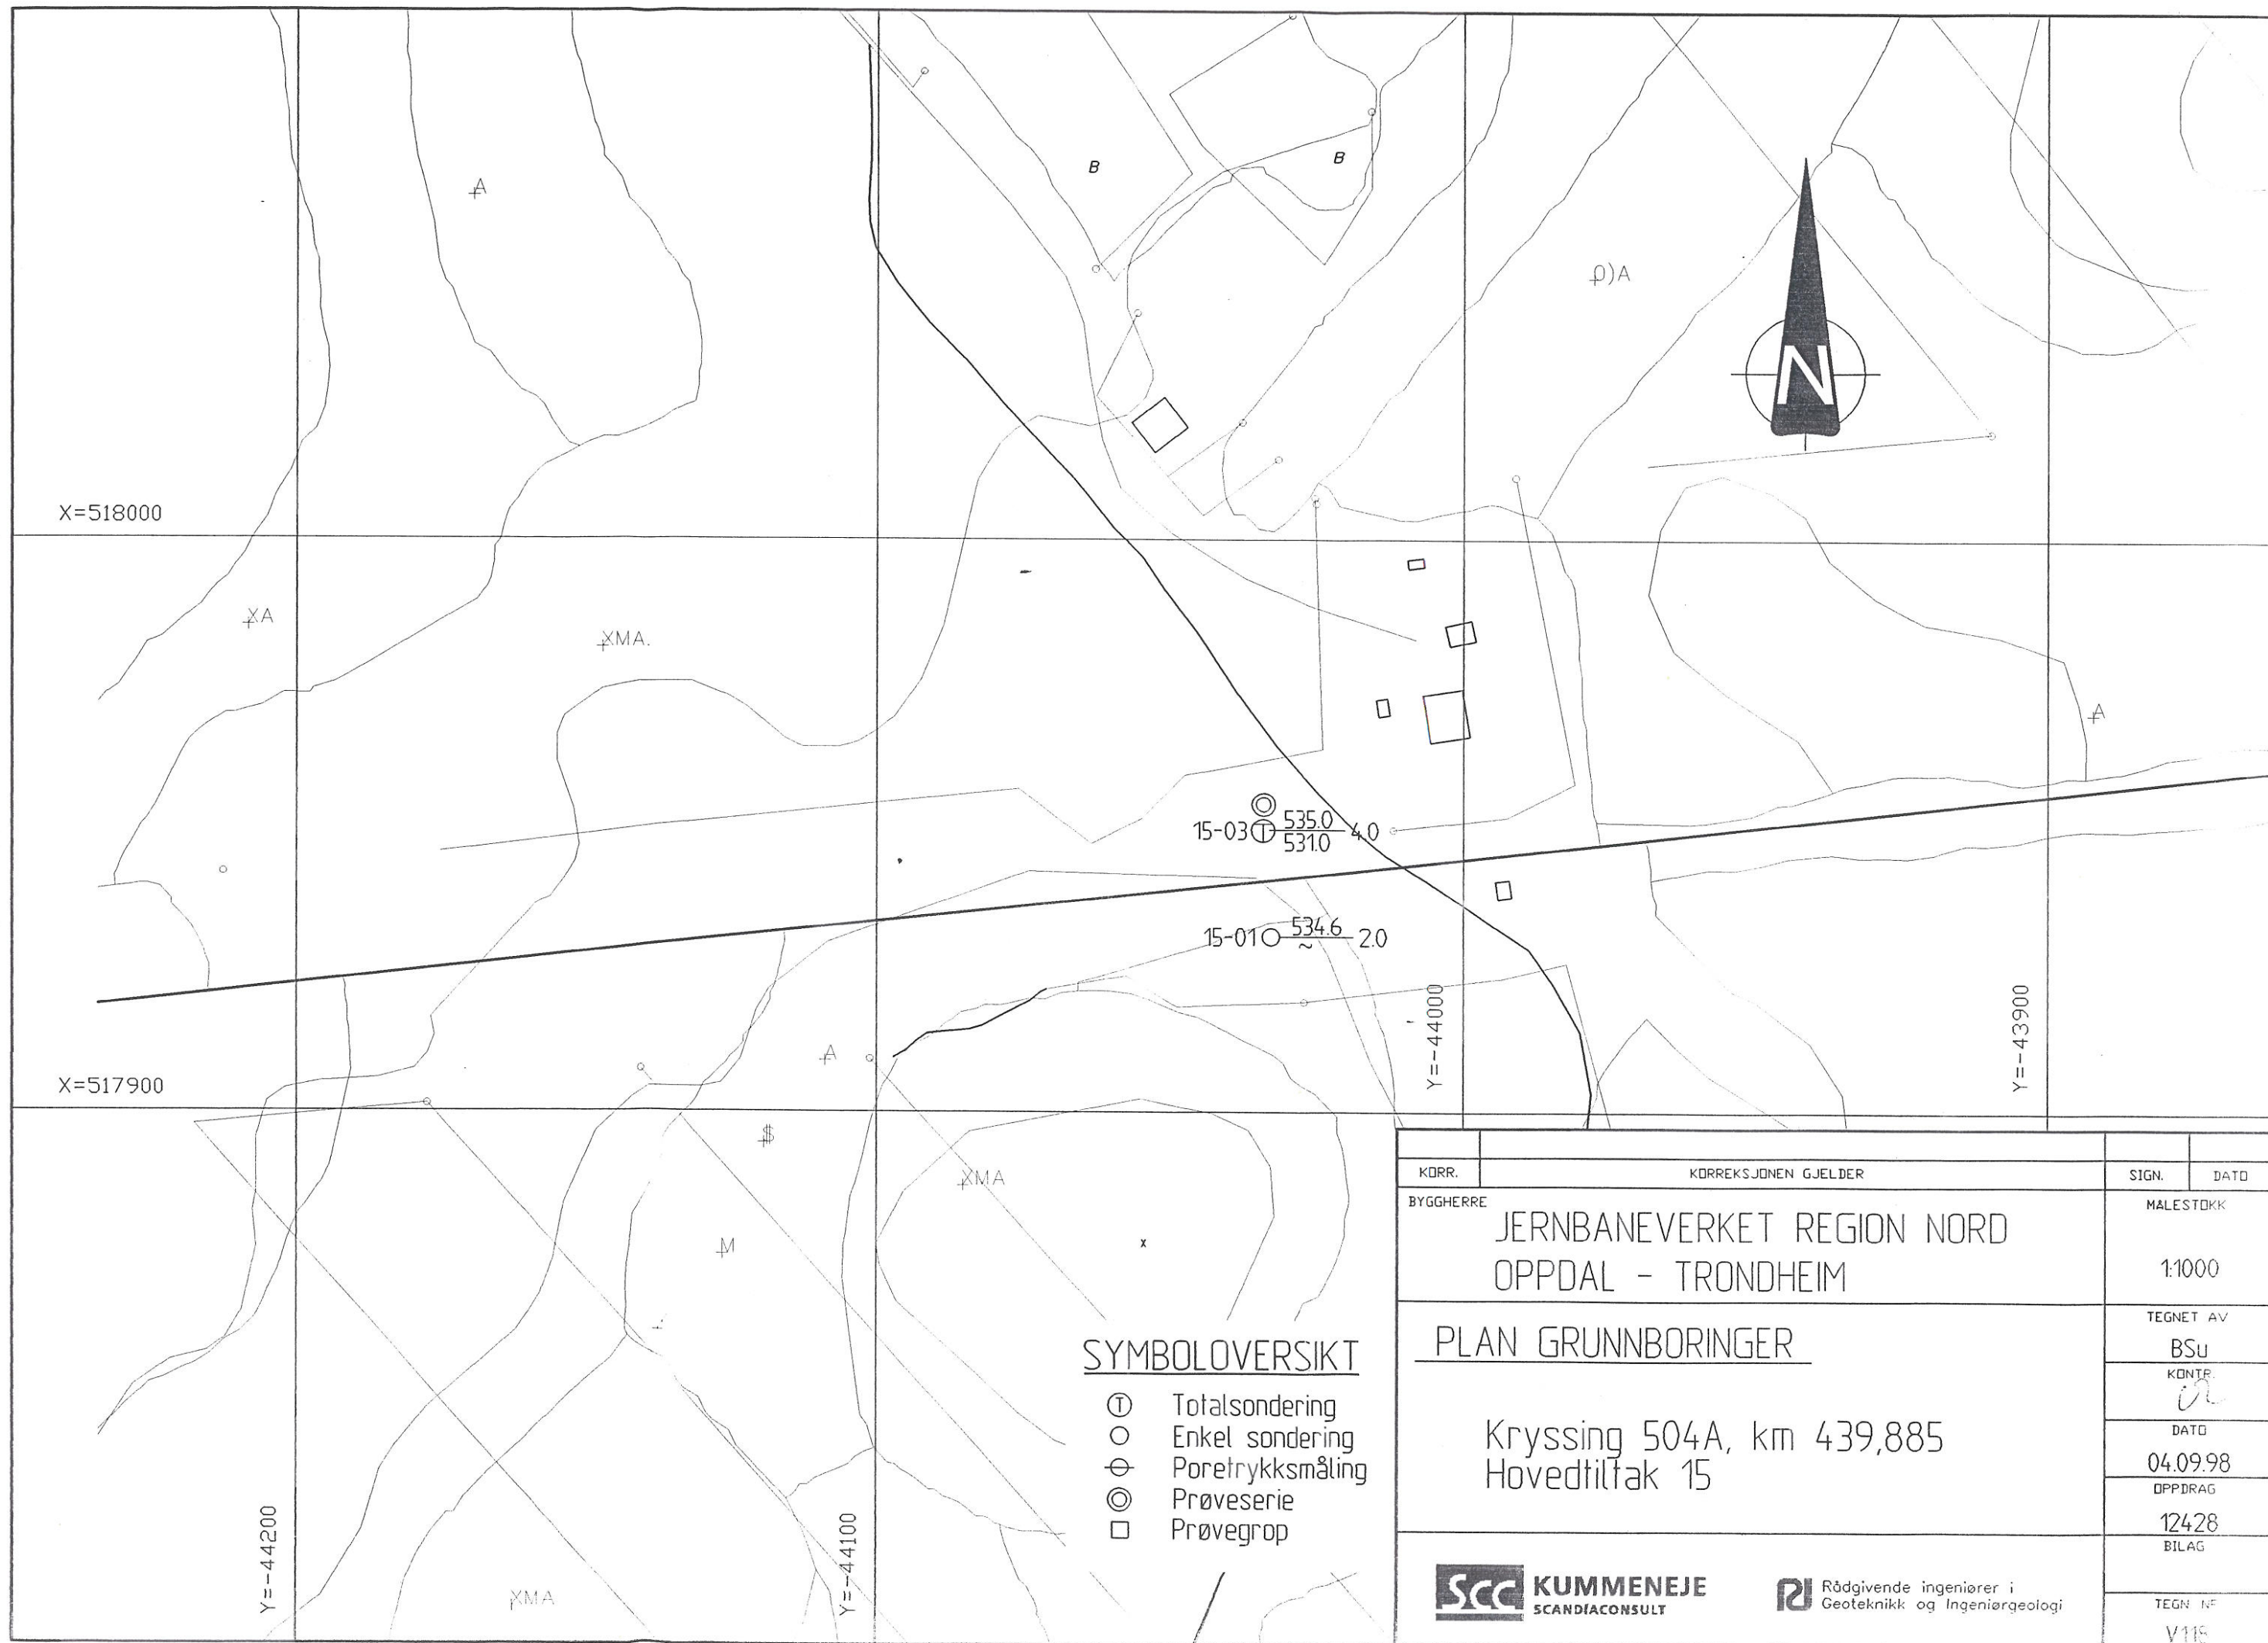 A
B
B
A
N
X=518000
XA
XMA.
A
15-03 T 535.0 4.0
531.0
15-01 534.6 2.0
~
Y=-44000
Y=-43900
X=517900
A
$
XMA
M
x
Y=-44200
Y=-44100
XMA
SYMBOLOVERSIKT
T Totalsondering
Enkel sondering
Poretrykksmåling
Prøveserie
Prøvegrop
KORR. KORREKSJONEN GJELDER SIGN. DATO
BYGGHERRE
JERNBANEVERKET REGION NORD
OPPDAL - TRONDHEIM
MALESTOKK
1:1000
PLAN GRUNNBORINGER
Kryssing 504A, km 439,885
Hovedtiltak 15
TEGNET AV
BSu
KONTR.
DATO
04.09.98
OPPDRAG
12428
BILAG
TEGN
SCC KUMMENEJE
SCANDIACONSULT
Rådgivende ingeniører i
Geoteknikk og Ingeniørgeologi